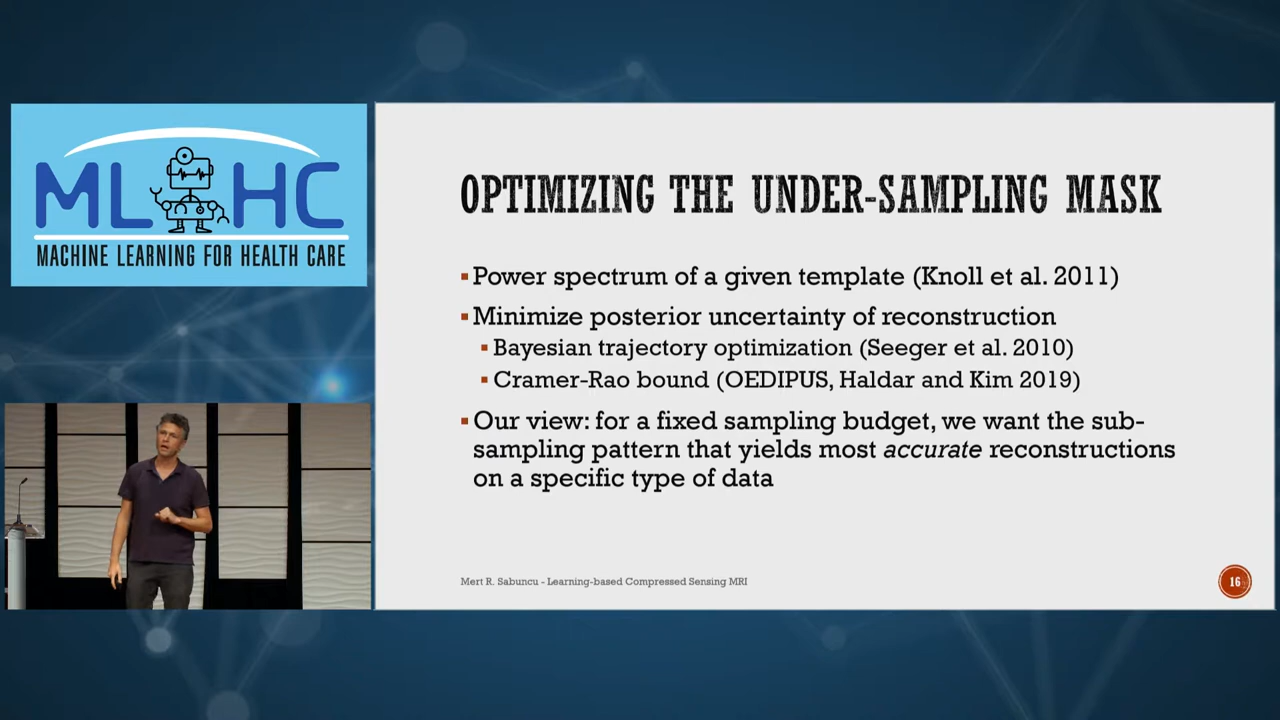 ML HC
MACHINE LEARNING FOR HEALTH CARE
OPTIMIZING THE UNDER-SAMPLING MASK
▪Power spectrum of a given template (Knoll et al. 2011)
▪Minimize posterior uncertainty of reconstruction
▪Bayesian trajectory optimization (Seeger et al. 2010)
▪Cramer-Rao bound (OEDIPUS, Haldar and Kim 2019)
▪Our view: for a fixed sampling budget, we want the sub-
sampling pattern that yields most accurate reconstructions
on a specific type of data
Mert R. Sabuncu - Learning-based Compressed Sensing MRI
16